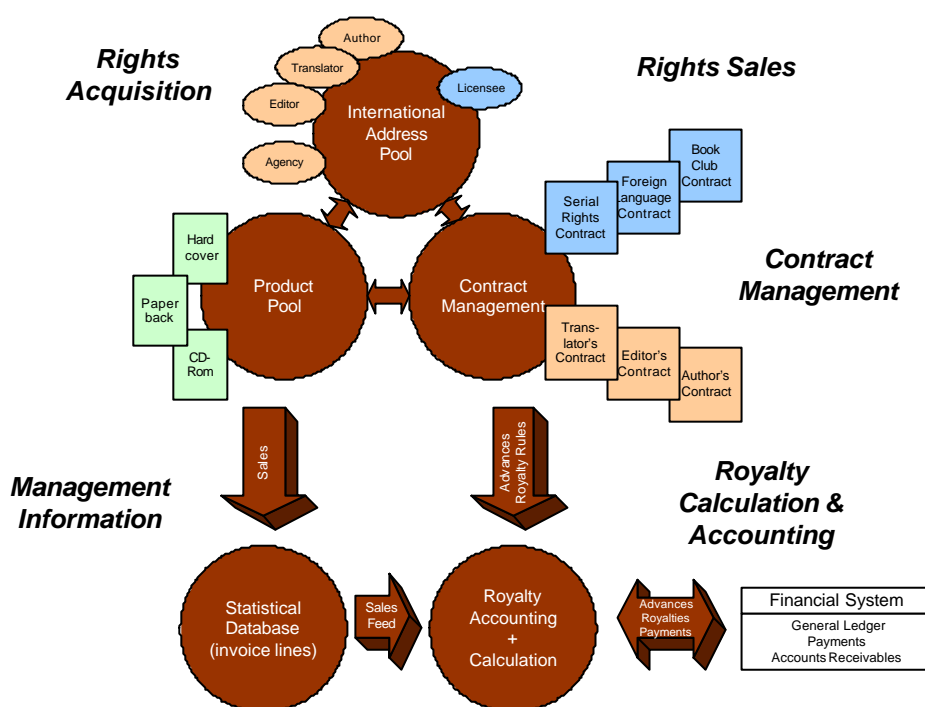 Rights
Acquisition
Author
Translator
Editor
Agency
Licensee
International
Address
Pool
Rights Sales
Book
Club
Contract
Foreign
Language
Contract
Serial
Rights
Contract
Hard
cover
Paper
back
CD-
Rom
Product
Pool
Contract
Management
Contract
Management
Trans-
lator's
Contract
Editor's
Contract
Author's
Contract
Sales
Advances
Royalty Rules
Management
Information
Royalty
Calculation &
Accounting
Statistical
Database
(invoice lines)
Sales
Feed
Royalty
Accounting
+
Calculation
Advances
Royalties
Payments
Financial System
General Ledger
Payments
Accounts Receivables